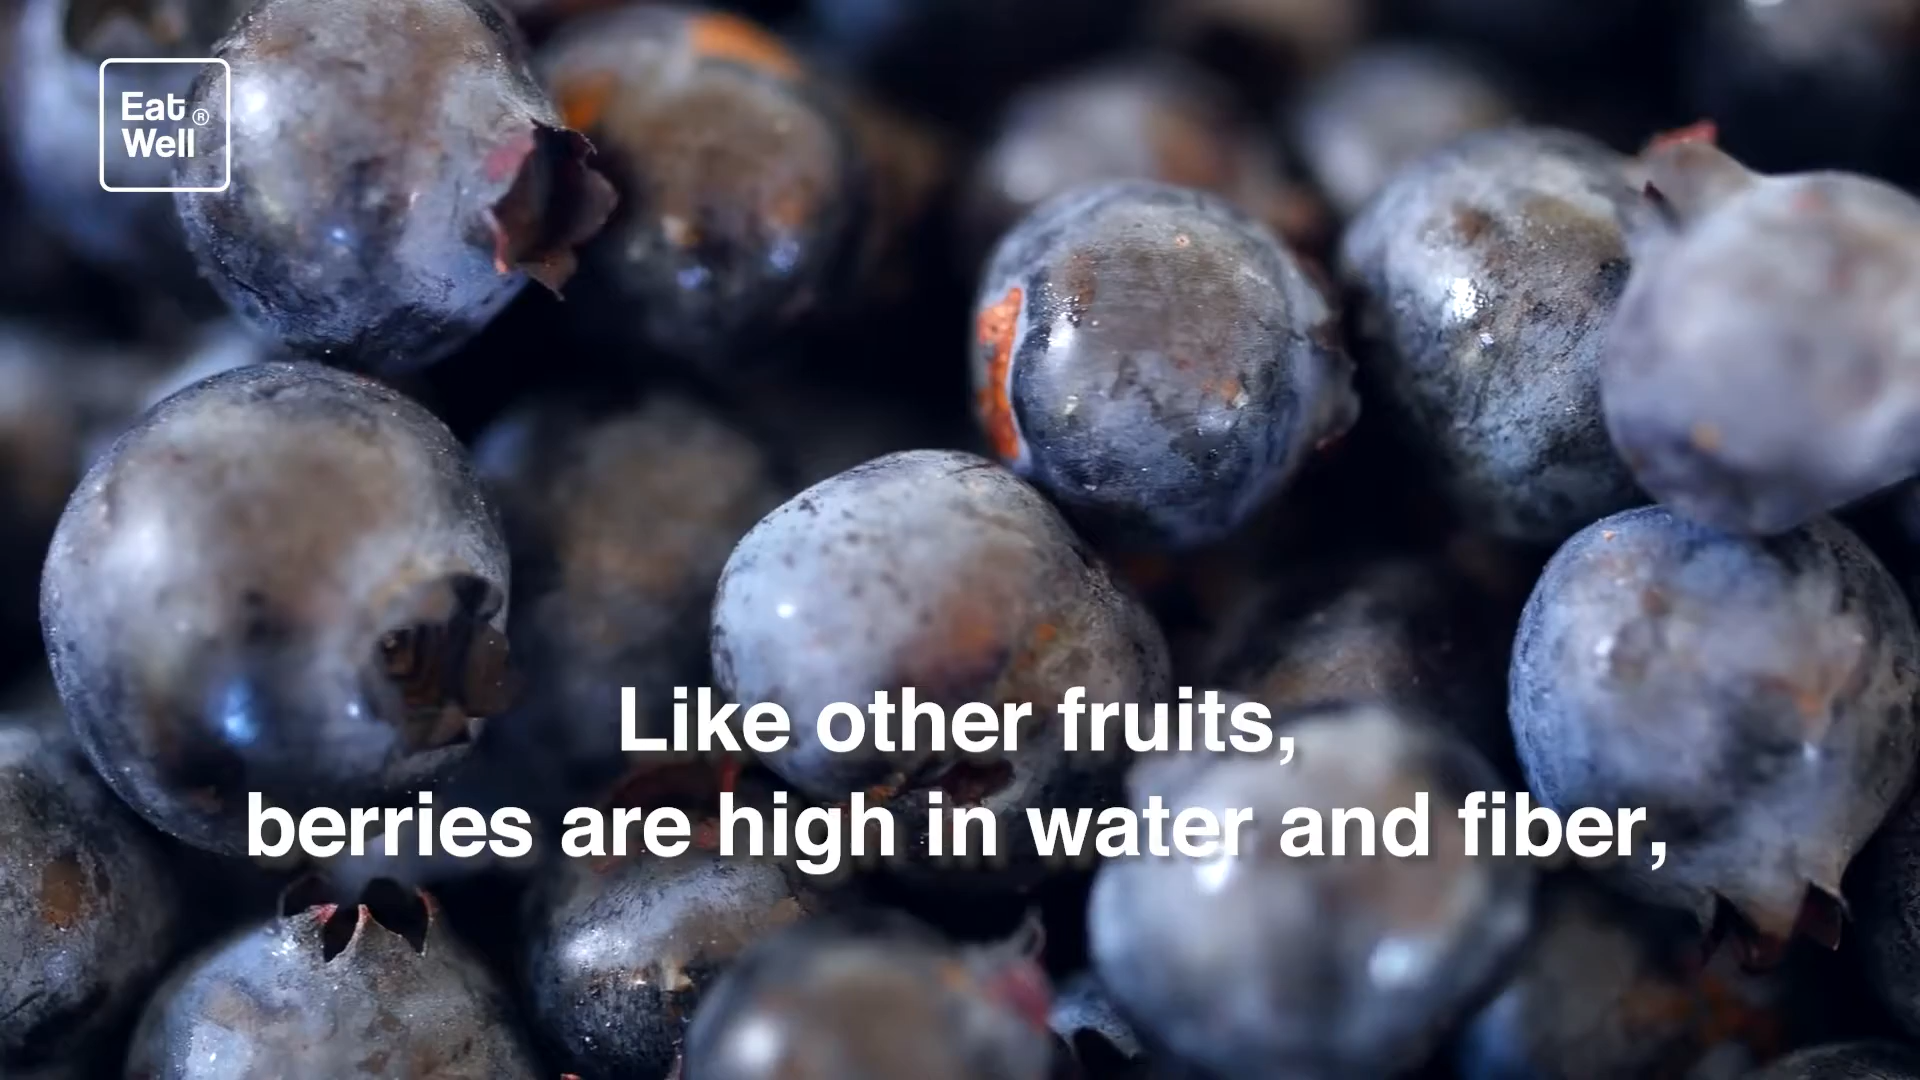 Eat ®
Well
Like other fruits,
berries are high in water and fiber,